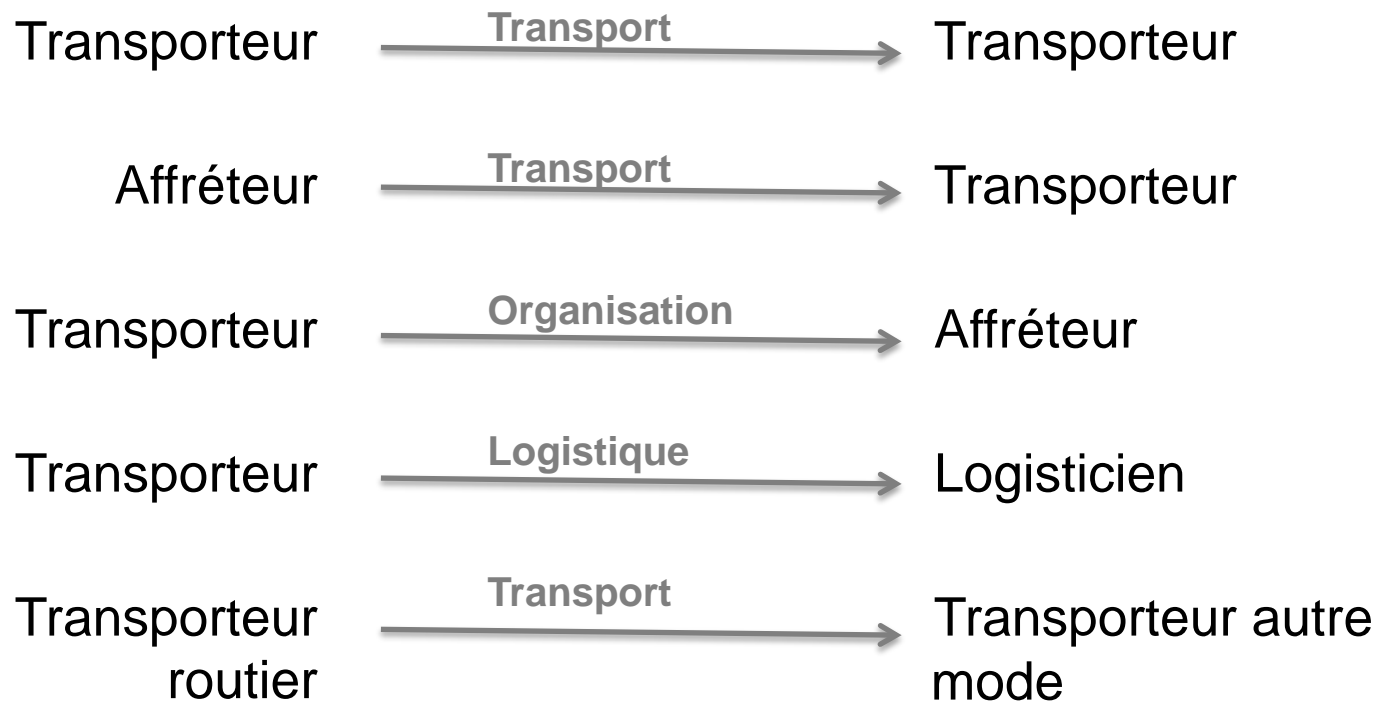 Transporteur Transport Transporteur
Affréteur Transport Transporteur
Transporteur Organisation Affréteur
Transporteur Logistique Logisticien
Transporteur Transport Transporteur autre
routier mode